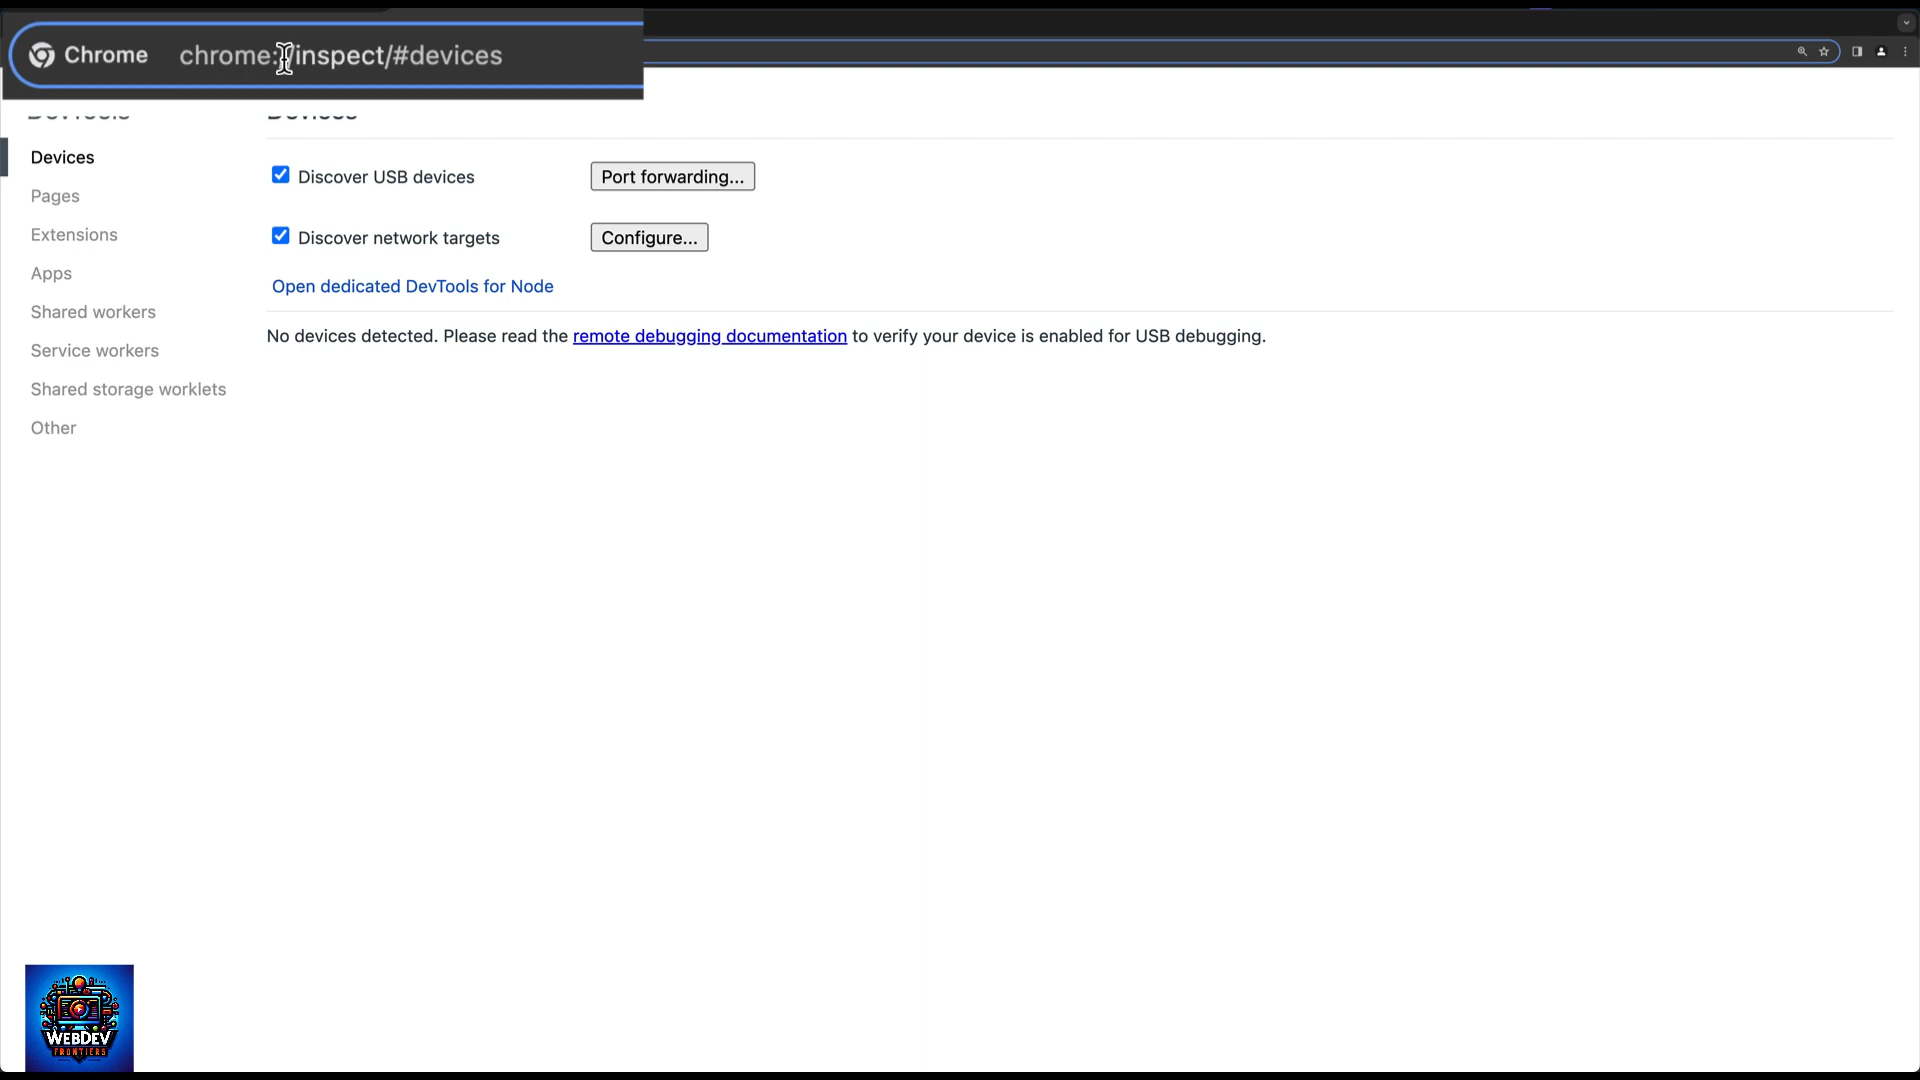 Chrome chrome://inspect/#devices
DevTools
Devices
Devices
Pages
Extensions
Apps
Shared workers
Service workers
Shared storage worklets
Other
Discover USB devices
Port forwarding...
Discover network targets
Configure...
Open dedicated DevTools for Node
No devices detected. Please read the remote debugging documentation to verify your device is enabled for USB debugging.
WEBDEV
FRONTIERS